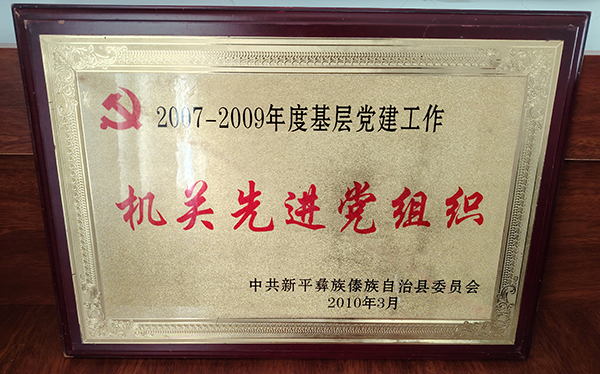 2007-2009年度基层党建工作
机关先进党组织
中共新平彝族傣族自治县委员会
2010年3月